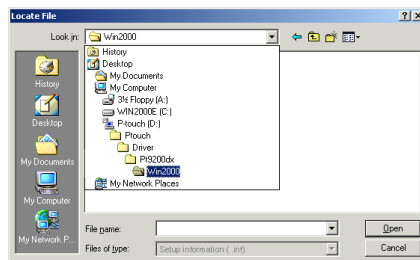 Locate File
Look in: Win2000
History
Desktop
My Documents
My Computer
3½ Floppy (A:)
WIN2000E (C:)
P-touch (D:)
Ptouch
Driver
Pt9200dx
Win2000
My Network Places
History
Desktop
My Documents
My Computer
My Network P...
File name:
Open
Files of type: Setup information (.inf)
Cancel